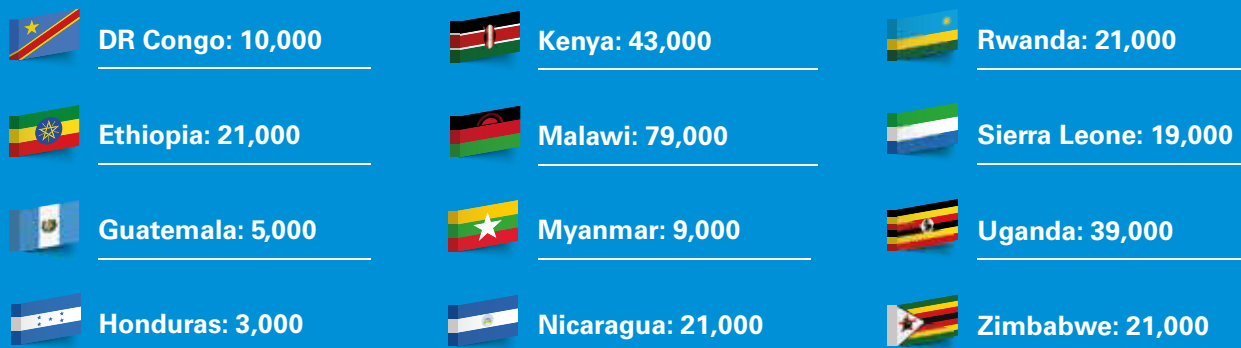 DR Congo: 10,000
Ethiopia: 21,000
Guatemala: 5,000
Honduras: 3,000
Kenya: 43,000
Malawi: 79,000
Myanmar: 9,000
Nicaragua: 21,000
Rwanda: 21,000
Sierra Leone: 19,000
Uganda: 39,000
Zimbabwe: 21,000